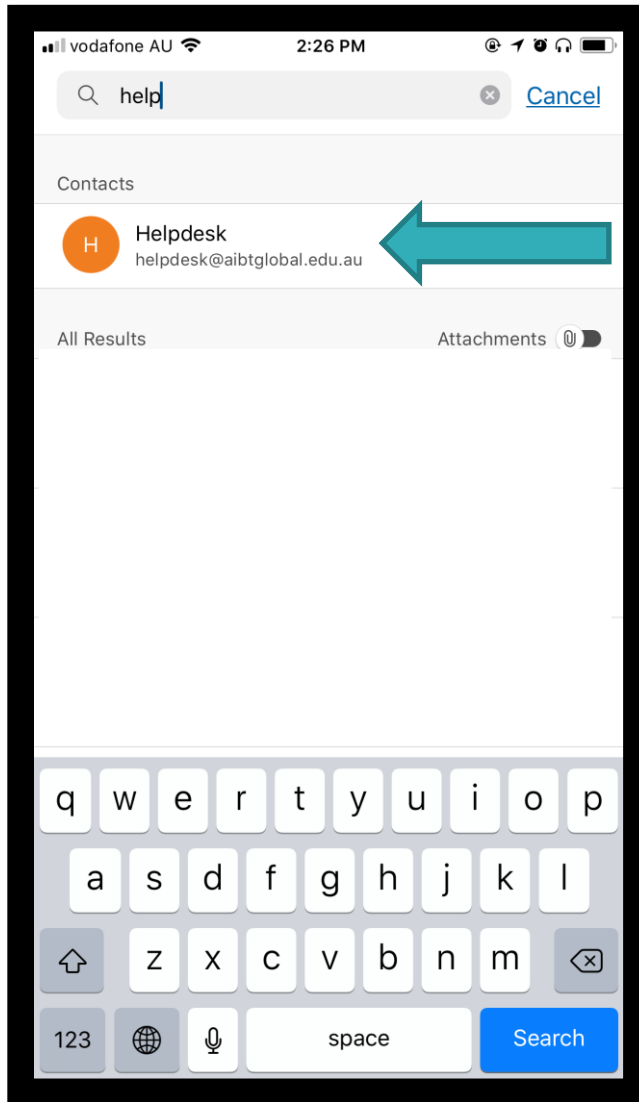 vodafone AU 2:26 PM
help Cancel
Contacts
H Helpdesk
helpdesk@aibtglobal.edu.au
All Results Attachments
q w e r t y u i o p
a s d f g h j k l
z x c v b n m
123 space Search